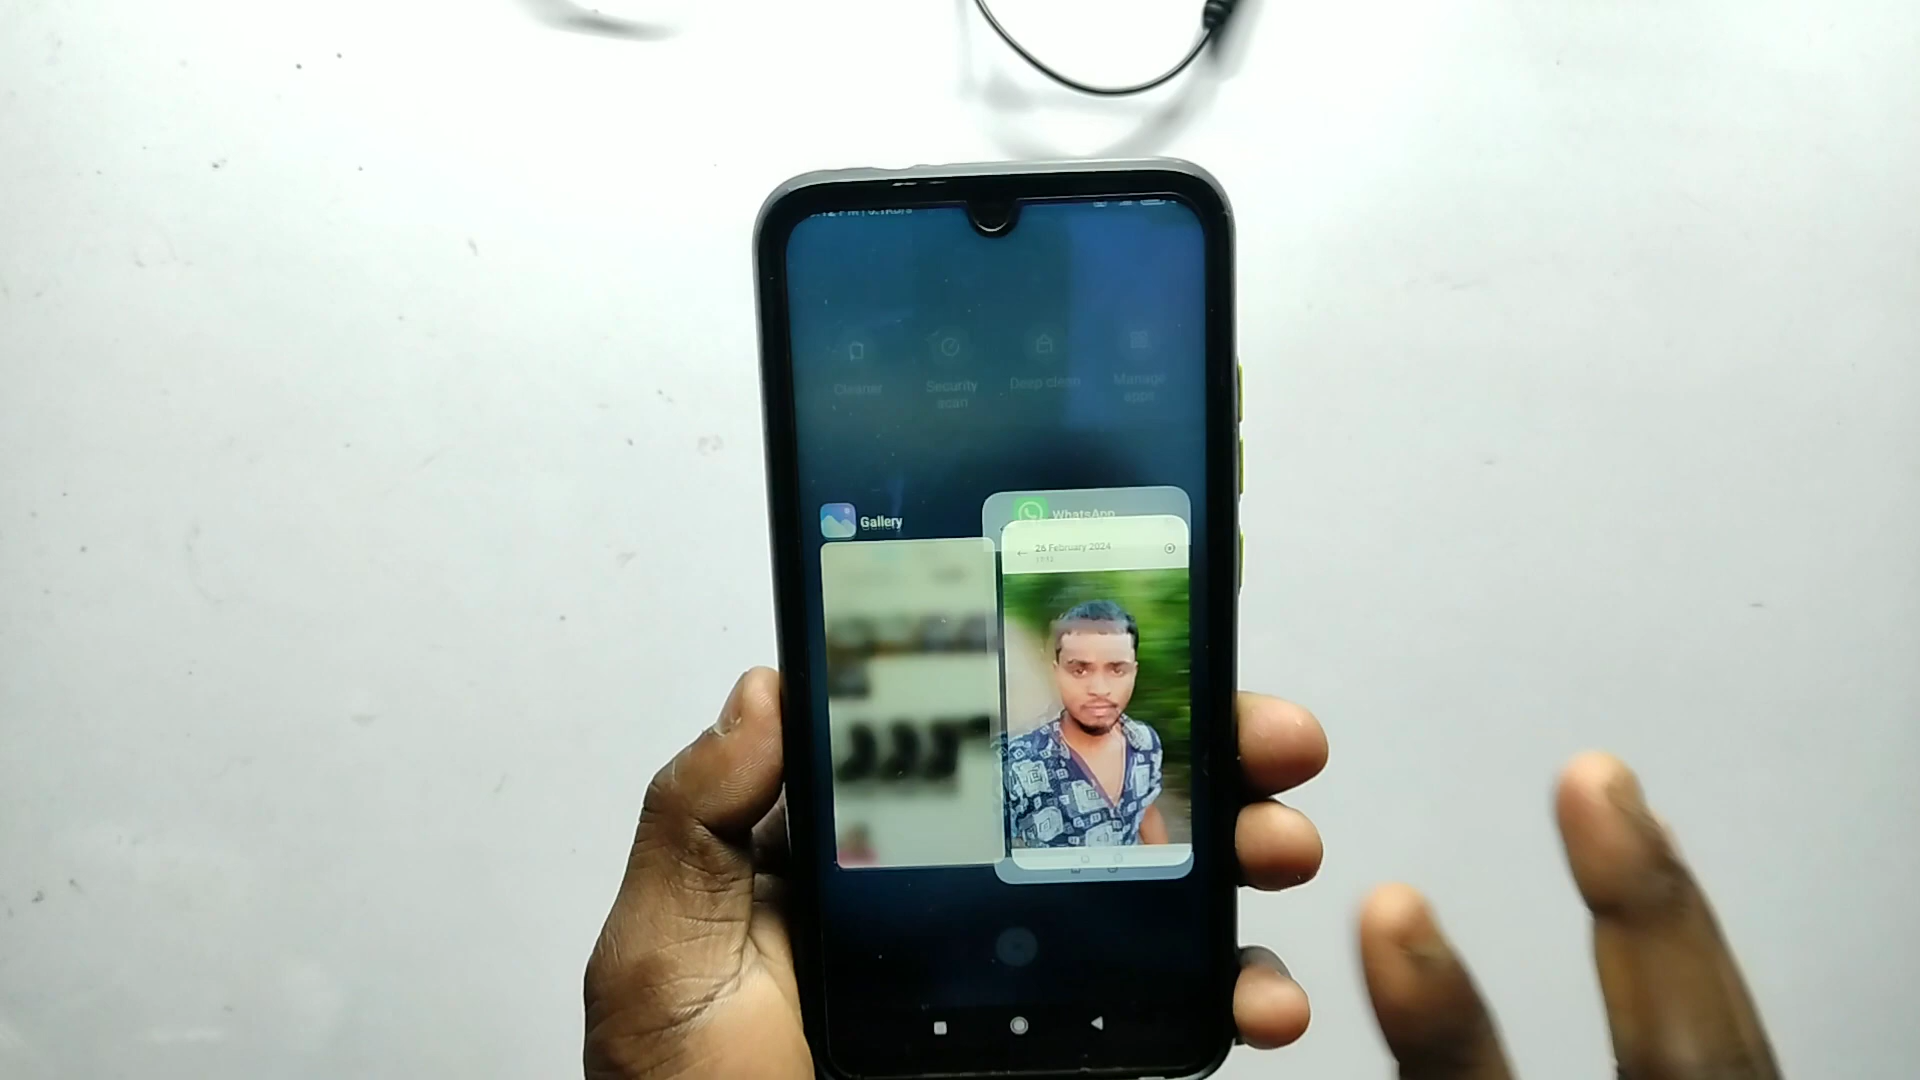 Cleaner
Security
scan
Deep clean
Manage
apps
Gallery
WhatsApp
26 February 2024